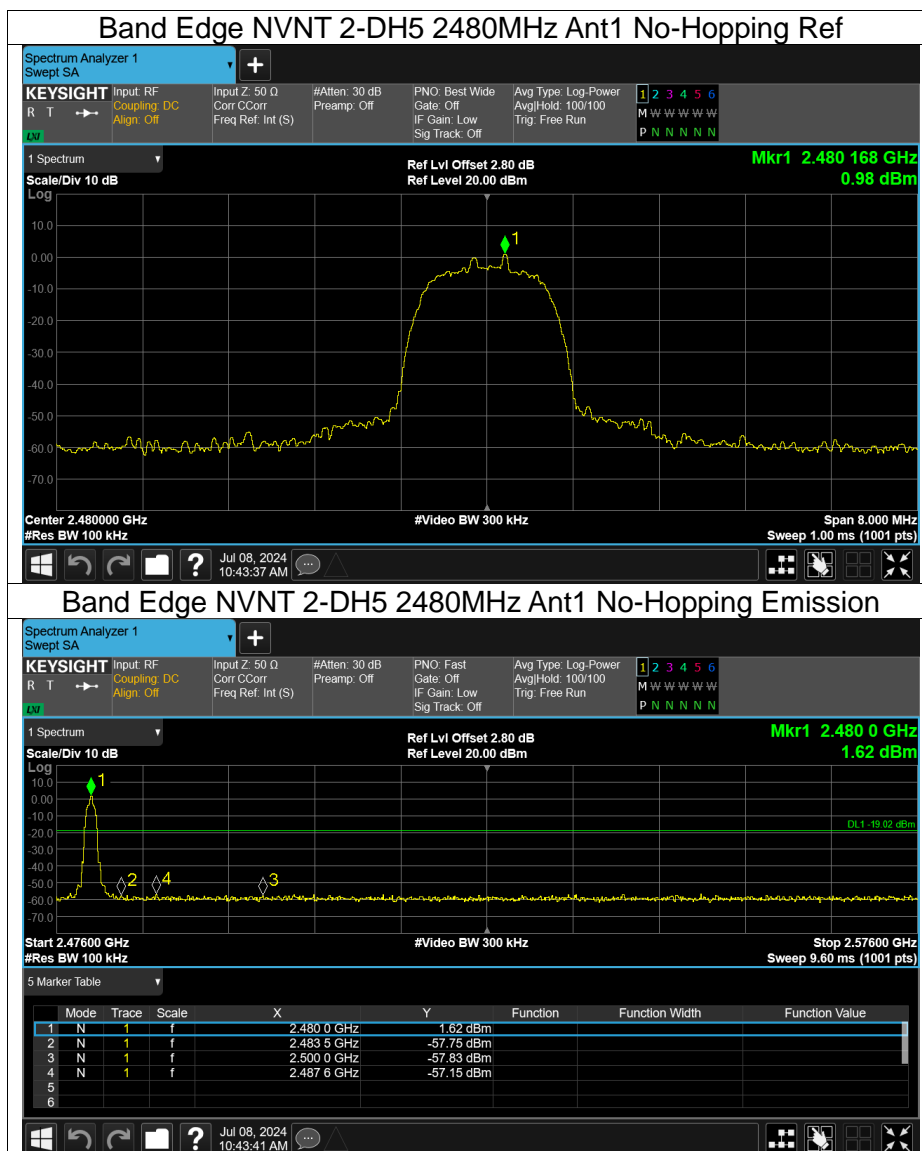 Band Edge NVNT 2-DH5 2480MHz Ant1 No-Hopping Ref
Spectrum Analyzer 1
Swept SA
KEYSIGHT Input: RF Input Z: 50 Ω #Atten: 30 dB PNO: Best Wide Avg Type: Log-Power 1 2 3 4 5 6
R T Coupling: DC Corr CCorr Preamp: Off Gate: Off Avg|Hold: 100/100 M W W W W W
Align: Off Freq Ref: Int (S) IF Gain: Low Trig: Free Run
LXI Sig Track: Off P N N N N N
1 Spectrum Ref Lvl Offset 2.80 dB Mkr1 2.480 168 GHz
Scale/Div 10 dB Ref Level 20.00 dBm 0.98 dBm
Log
10.0
1
0.00
-10.0
-20.0
-30.0
-40.0
-50.0
-60.0
-70.0
Center 2.480000 GHz #Video BW 300 kHz Span 8.000 MHz
#Res BW 100 kHz Sweep 1.00 ms (1001 pts)
? Jul 08, 2024
10:43:37 AM
Band Edge NVNT 2-DH5 2480MHz Ant1 No-Hopping Emission
Spectrum Analyzer 1
Swept SA
KEYSIGHT Input: RF Input Z: 50 Ω #Atten: 30 dB PNO: Fast Avg Type: Log-Power 1 2 3 4 5 6
R T Coupling: DC Corr CCorr Preamp: Off Gate: Off Avg|Hold: 100/100 M W W W W W
Align: Off Freq Ref: Int (S) IF Gain: Low Trig: Free Run
LXI Sig Track: Off P N N N N N
1 Spectrum Ref Lvl Offset 2.80 dB Mkr1 2.480 0 GHz
Scale/Div 10 dB Ref Level 20.00 dBm 1.62 dBm
Log
10.0 1
0.00
-10.0
DL1 -19.02 dBm
-20.0
-30.0
-40.0
-50.0 2 4 3
-60.0
-70.0
Start 2.47600 GHz #Video BW 300 kHz Stop 2.57600 GHz
#Res BW 100 kHz Sweep 9.60 ms (1001 pts)
5 Marker Table
Mode Trace Scale X Y Function Function Width Function Value
1 N 1 f 2.480 0 GHz 1.62 dBm
2 N 1 f 2.483 5 GHz -57.75 dBm
3 N 1 f 2.500 0 GHz -57.83 dBm
4 N 1 f 2.487 6 GHz -57.15 dBm
5
6
? Jul 08, 2024
10:43:41 AM